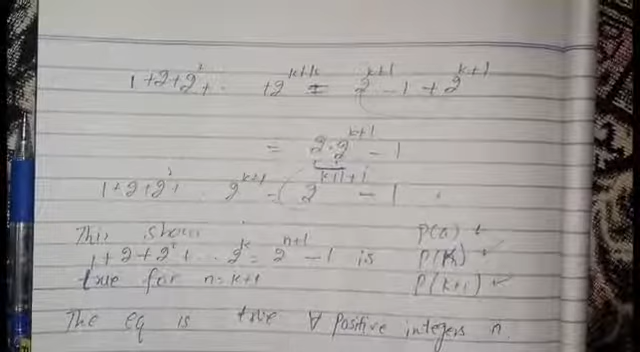 1+2+2²+ . +2^{k+1} = 2^{k+1} - 1 + 2^{k+1}
= 2·2^{k+1} - 1
1+2+2²+ . 2^{k+1} = 2^{k+1+1} - 1 .
This shows P(0) ✓
1+2+2²+ .. 2^k = 2^{n+1} - 1 is P(k) ✓
true for n=k+1 P(k+1) ✓
The eq is true ∀ positive integers n.